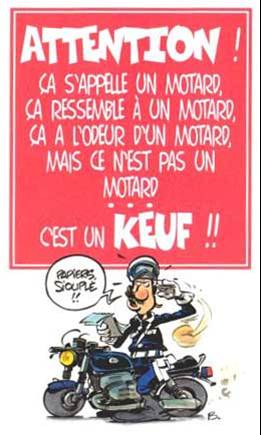 ATTENTION !
ÇA S'APPELLE UN MOTARD,
ÇA RESSEMBLE À UN MOTARD,
ÇA A L'ODEUR D'UN MOTARD,
MAIS CE N'EST PAS UN
MOTARD
...
C'EST UN KEUF !!
PAPIERS,
SIOUPLÉ
!!